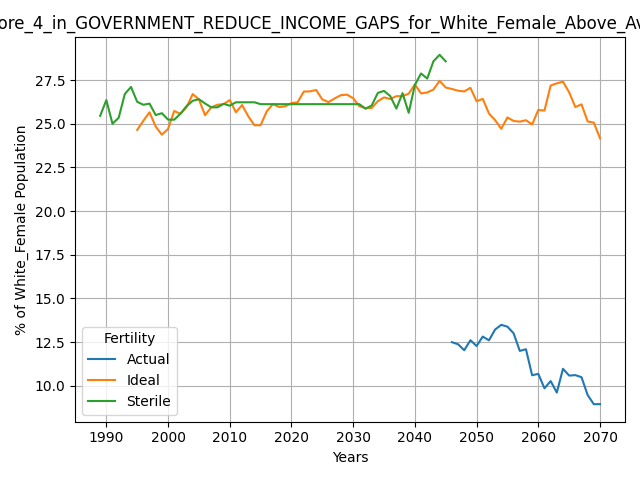 ore_4_in_GOVERNMENT_REDUCE_INCOME_GAPS_for_White_Female_Above_Av
27.5
25.0
22.5
20.0
17.5
15.0
12.5
10.0
% of White_Female Population
Fertility
Actual
Ideal
Sterile
1990 2000 2010 2020 2030 2040 2050 2060 2070
Years